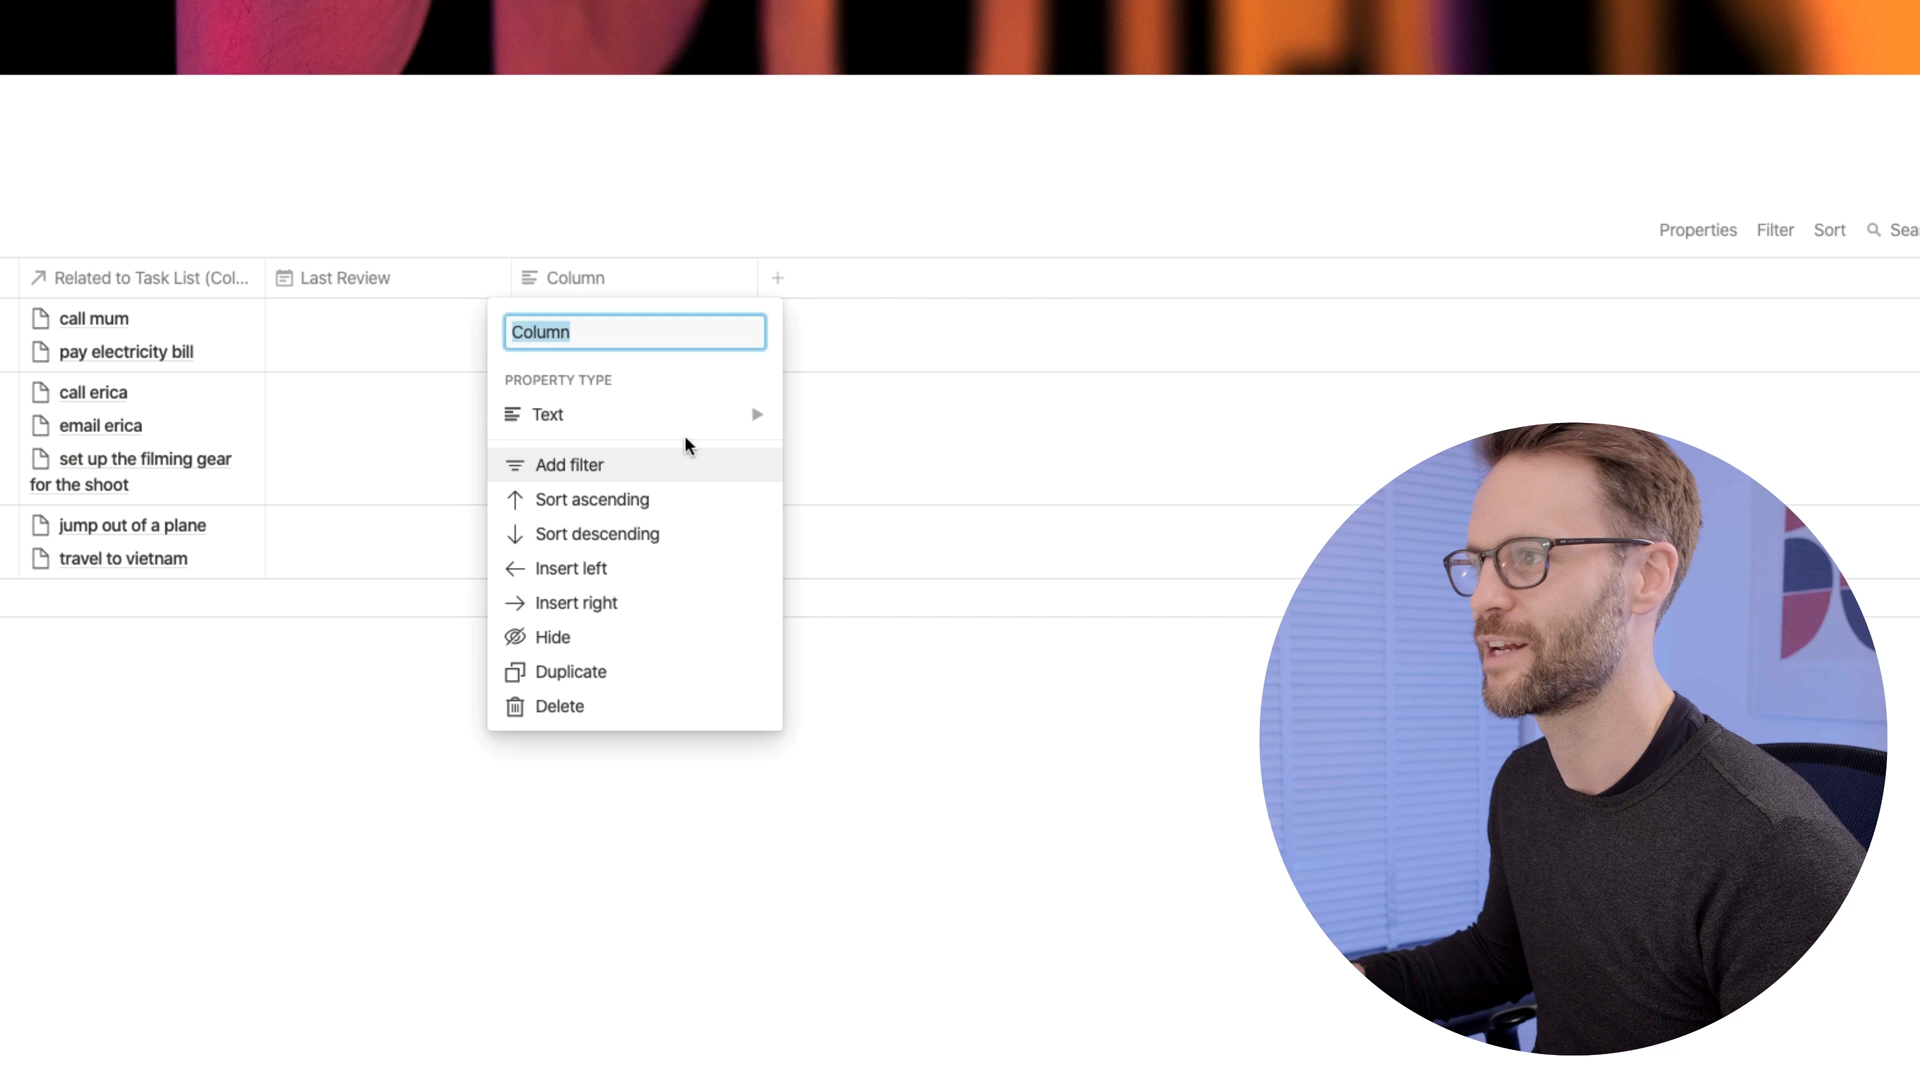 Properties Filter Sort
Related to Task List (Col... Last Review Column
call mum
pay electricity bill
call erica
email erica
set up the filming gear
for the shoot
jump out of a plane
travel to vietnam
Column
PROPERTY TYPE
Text
Add filter
Sort ascending
Sort descending
Insert left
Insert right
Hide
Duplicate
Delete